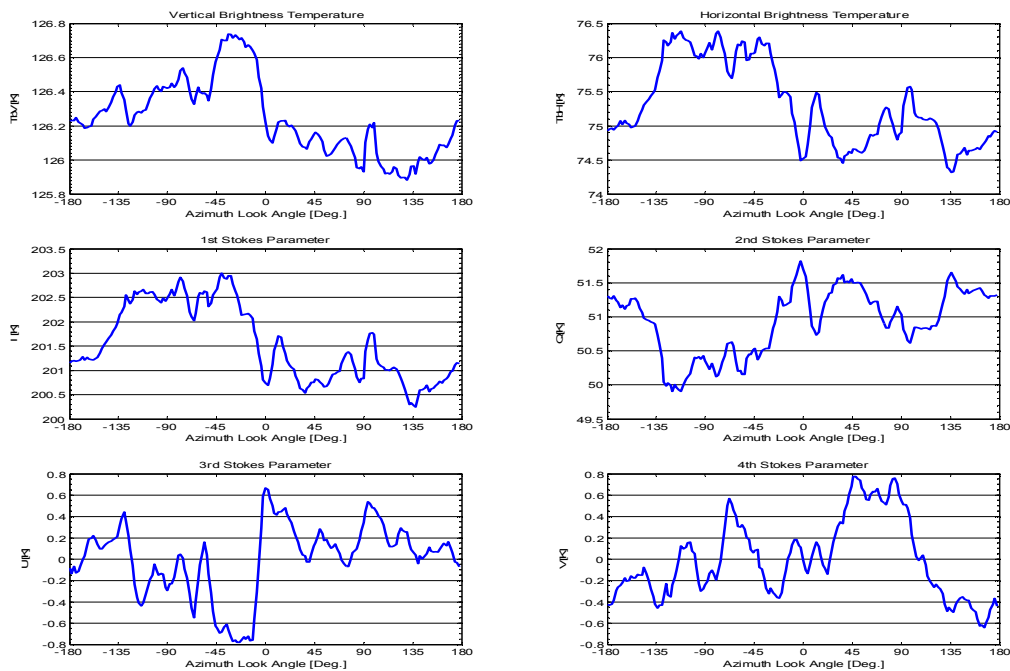 Vertical Brightness Temperature
126.8
126.6
126.4
126.2
126
125.8
TbV[K]
-180 -135 -90 -45 0 45 90 135 180
Azimuth Look Angle [Deg.]
Horizontal Brightness Temperature
76.5
76
75.5
75
74.5
74
TbH[K]
-180 -135 -90 -45 0 45 90 135 180
Azimuth Look Angle [Deg.]
1st Stokes Parameter
203.5
203
202.5
202
201.5
201
200.5
200
I [K]
-180 -135 -90 -45 0 45 90 135 180
Azimuth Look Angle [Deg.]
2nd Stokes Parameter
52
51.5
51
50.5
50
49.5
Q[K]
-180 -135 -90 -45 0 45 90 135 180
Azimuth Look Angle [Deg.]
3rd Stokes Parameter
0.8
0.6
0.4
0.2
0
-0.2
-0.4
-0.6
-0.8
U[K]
-180 -135 -90 -45 0 45 90 135 180
Azimuth Look Angle [Deg.]
4th Stokes Parameter
0.8
0.6
0.4
0.2
0
-0.2
-0.4
-0.6
-0.8
V[K]
-180 -135 -90 -45 0 45 90 135 180
Azimuth Look Angle [Deg.]